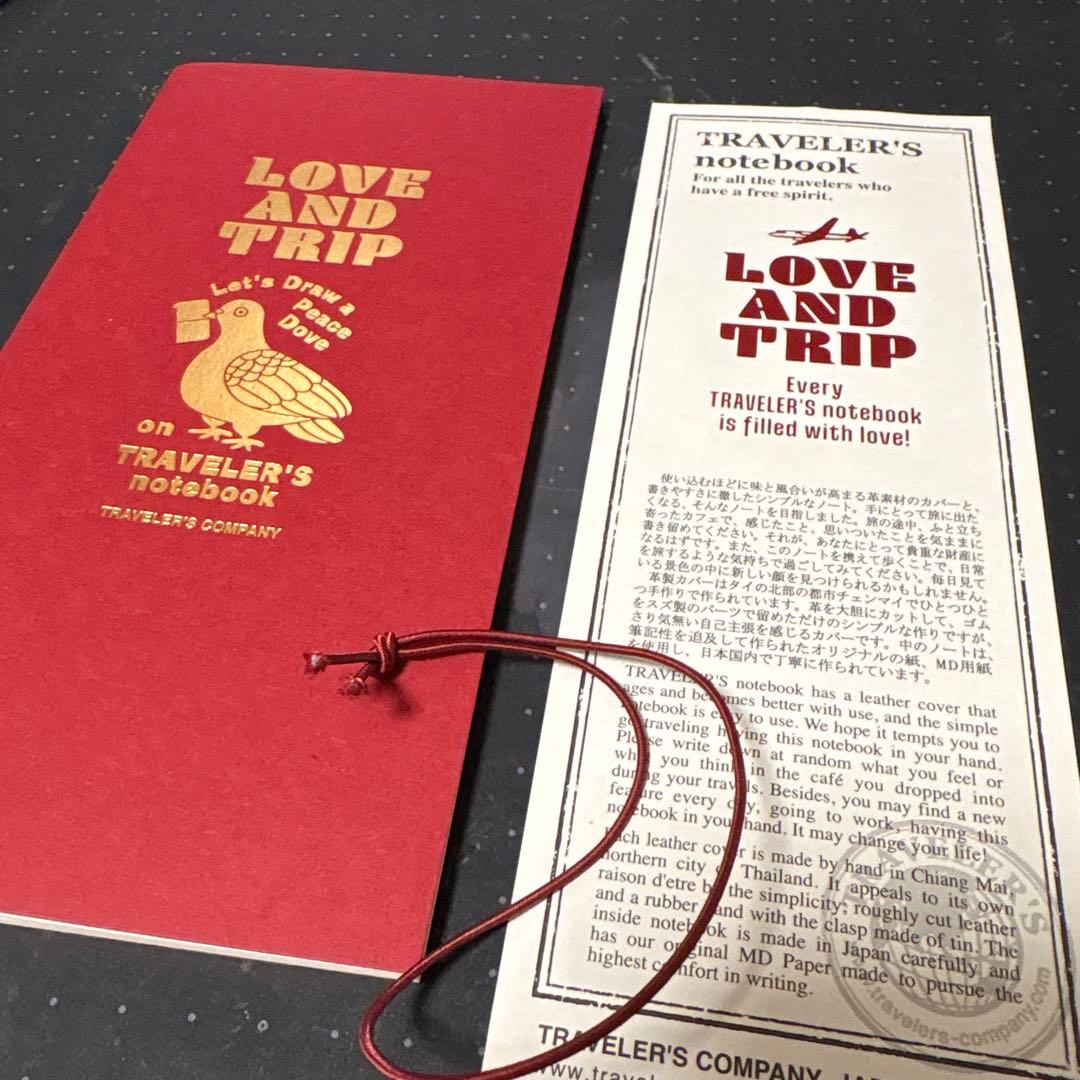 LOVE
AND
TRIP
Let's Draw a
Peace
Dove
on
TRAVELER'S
notebook
TRAVELER'S COMPANY
TRAVELER'S
notebook
For all the travelers who
have a free spirit.
LOVE
AND
TRIP
Every
TRAVELER'S notebook
is filled with love!
使い込むほどに味と風合いが高まる革素材のカバーと、
書きやすさに徹したシンプルなノート。手にとって旅に出た
くなる、そんなノートを目指しました。旅の途中、ふと立ち
寄ったカフェで、感じたこと、思いついたことを気ままに
書き留めてください。それが、あなたにとって貴重な財産に
なるはずです。また、このノートを携えて歩くことで、日常
を旅するような気持ちで過ごしてみてください。毎日見て
いる景色の中に新しい顔を見つけられるかもしれません。
革製カバーはタイの北部の都市チェンマイでひとつひと
つ手作りで作られています。革を大胆にカットして、ゴム
をスズ製のパーツで留めただけのシンプルな作りですが、
さり気無い自己主張を感じるカバーです。中のノートは、
筆記性を追及して作られたオリジナルの紙、MD用紙
を使用し、日本国内で丁寧に作られています。
TRAVELER'S notebook has a leather cover that
ages and becomes better with use, and the simple
notebook is easy to use. We hope it tempts you to
go traveling having this notebook in your hand.
Please write down at random what you feel or
what you think in the café you dropped into
during your travels. Besides, you may find a new
feature every day, going to work, having this
notebook in your hand. It may change your life!
Each leather cover is made by hand in Chiang Mai,
northern city of Thailand. It appeals to its own
raison d'etre by the simplicity; roughly cut leather
and a rubber band with the clasp made of tin. The
inside notebook is made in Japan carefully and
has our original MD Paper made to pursue the
highest comfort in writing.
TRAVELER'S
www.travelers-company.com
TRAVELER'S COMPANY